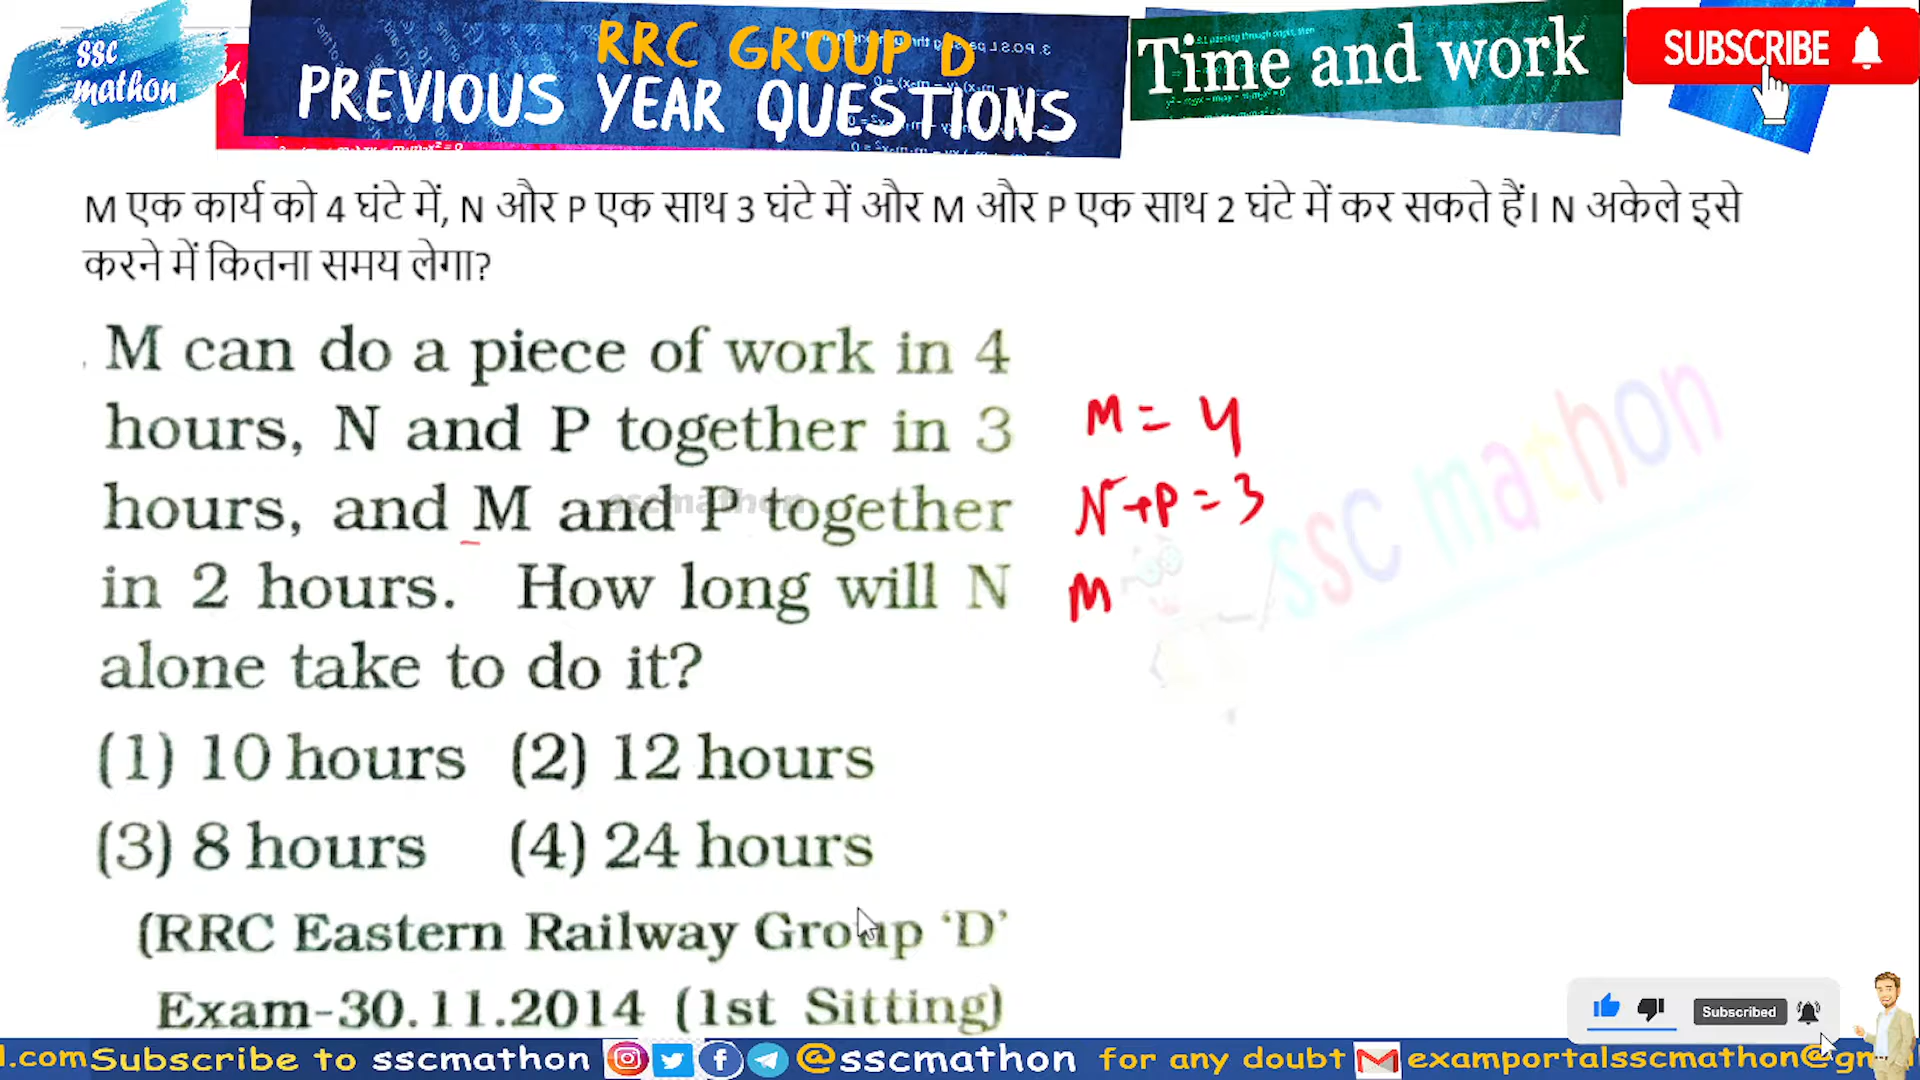 SSC
mathon
RRC GROUP D
PREVIOUS YEAR QUESTIONS
Time and work
SUBSCRIBE
M एक कार्य को 4 घंटे में, N और P एक साथ 3 घंटे में और M और P एक साथ 2 घंटे में कर सकते हैं। N अकेले इसे
करने में कितना समय लेगा?
M can do a piece of work in 4
hours, N and P together in 3
hours, and M and P together
in 2 hours. How long will N
alone take to do it?
(1) 10 hours (2) 12 hours
(3) 8 hours (4) 24 hours
(RRC Eastern Railway Group 'D'
Exam-30.11.2014 (1st Sitting)
M = 4
N+P = 3
M
sscmathon
ssc mathon
Subscribed
l.com Subscribe to sscmathon @sscmathon for any doubt examportalsscmathon@gm